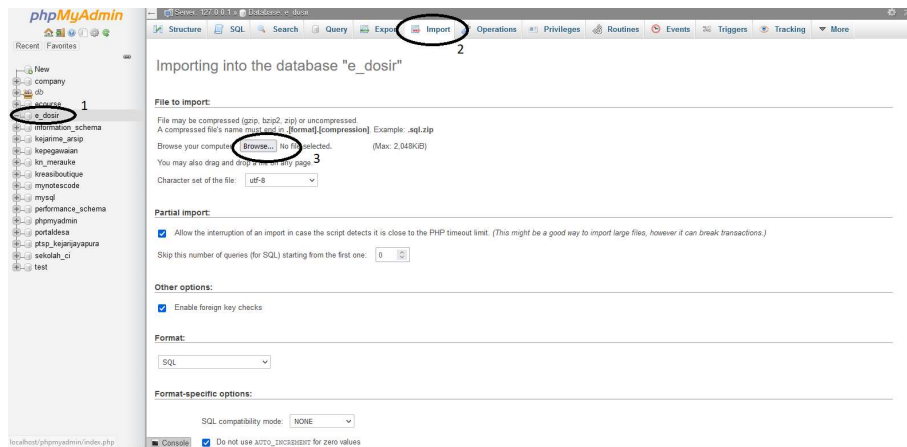 phpMyAdmin
Recent Favorites
New
company
db
ecourse
1
e_dosir
information_schema
kejarime_arsip
kepegawaian
kn_merauke
kreasiboutique
mynotescode
mysql
performance_schema
phpmyadmin
portaldesa
ptsp_kejarijayapura
sekolah_ci
test
localhost/phpmyadmin/index.php
Server: 127.0.0.1 » Database: e_dosir
Structure SQL Search Query Export Import Operations Privileges Routines Events Triggers Tracking More
2
Importing into the database "e_dosir"
File to import:
File may be compressed (gzip, bzip2, zip) or uncompressed.
A compressed file's name must end in .[format].[compression]. Example: .sql.zip
Browse your computer: Browse... No file selected. (Max: 2,048KiB)
3
You may also drag and drop a file on any page.
Character set of the file: utf-8
Partial import:
Allow the interruption of an import in case the script detects it is close to the PHP timeout limit. (This might be a good way to import large files, however it can break transactions.)
Skip this number of queries (for SQL) starting from the first one: 0
Other options:
Enable foreign key checks
Format:
SQL
Format-specific options:
SQL compatibility mode: NONE
Console
Do not use AUTO_INCREMENT for zero values